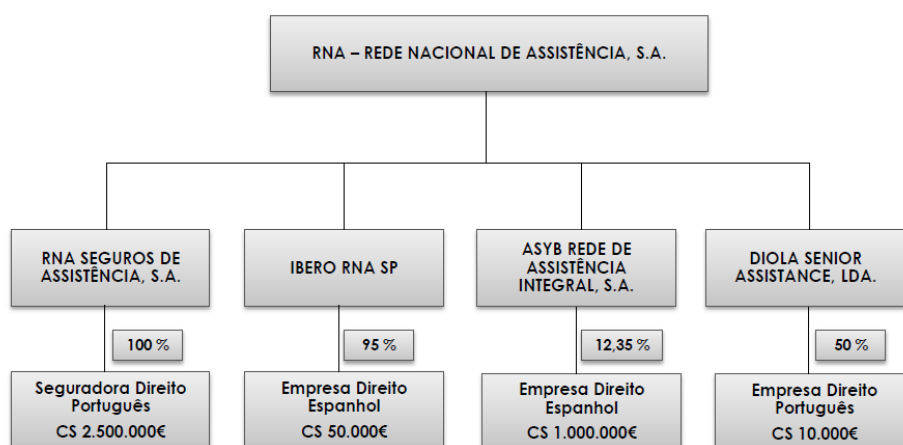 RNA – REDE NACIONAL DE ASSISTÊNCIA, S.A.
RNA SEGUROS DE
ASSISTÊNCIA, S.A.
IBERO RNA SP
ASYB REDE DE
ASSISTÊNCIA
INTEGRAL, S.A.
DIOLA SENIOR
ASSISTANCE, LDA.
100 %
95 %
12,35 %
50 %
Seguradora Direito
Português
CS 2.500.000€
Empresa Direito
Espanhol
CS 50.000€
Empresa Direito
Espanhol
CS 1.000.000€
Empresa Direito
Português
CS 10.000€